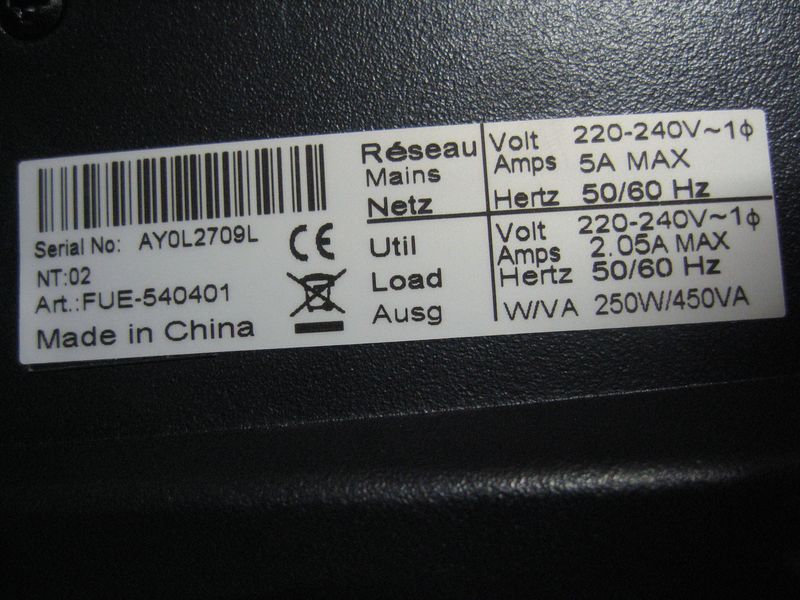 Serial No: AY0L2709L
NT:02
Art.:FUE-540401
Made in China
CE
Réseau
Mains
Netz
Volt 220-240V~1ϕ
Amps 5A MAX
Hertz 50/60 Hz
Util
Load
Ausg
Volt 220-240V~1ϕ
Amps 2.05A MAX
Hertz 50/60 Hz
W/VA 250W/450VA